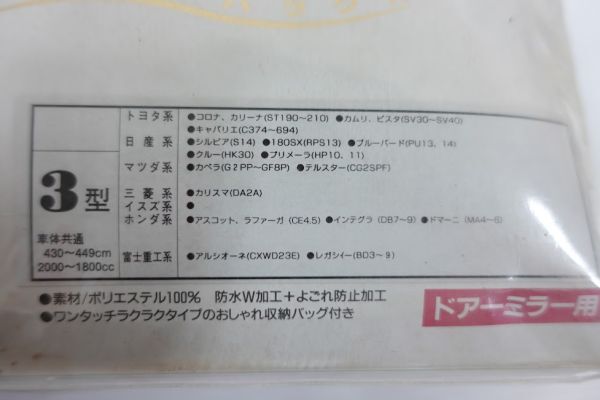 トヨタ系 ●コロナ、カリーナ(ST190～210) ●カムリ、ビスタ(SV30～SV40)
●キャバリエ(C374～694)
日産系 ●シルビア(S14) ●180SX(RPS13) ●ブルーバード(PU13、14)
●クルー(HK30) ●プリメーラ(HP10、11)
マツダ系 ●カペラ(G2PP～GF8P) ●テルスター(CG2SPF)
3型
三菱系 ●カリスマ(DA2A)
イスズ系 ●
ホンダ系 ●アスコット、ラファーガ(CE4.5) ●インテグラ(DB7～9) ●ドマーニ(MA4～6)
車体共通
430～449cm
2000～1800cc
富士重工系 ●アルシオーネ(CXWD23E) ●レガシィー(BD3～9)
●素材/ポリエステル100% 防水W加工＋よごれ防止加工
●ワンタッチラクラクタイプのおしゃれ収納バッグ付き
ドアーミラー用